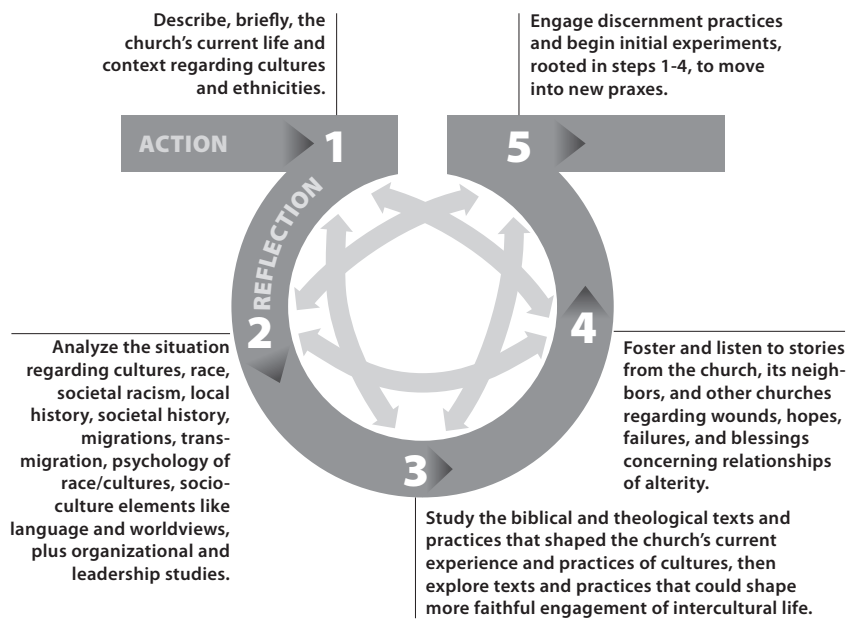 Describe, briefly, the
church’s current life and
context regarding cultures
and ethnicities.
Engage discernment practices
and begin initial experiments,
rooted in steps 1-4, to move
into new praxes.
ACTION
1
5
REFLECTION
2
4
3
Analyze the situation
regarding cultures, race,
societal racism, local
history, societal history,
migrations, trans-
migration, psychology of
race/cultures, socio-
culture elements like
language and worldviews,
plus organizational and
leadership studies.
Foster and listen to stories
from the church, its neigh-
bors, and other churches
regarding wounds, hopes,
failures, and blessings
concerning relationships
of alterity.
Study the biblical and theological texts and
practices that shaped the church’s current
experience and practices of cultures, then
explore texts and practices that could shape
more faithful engagement of intercultural life.